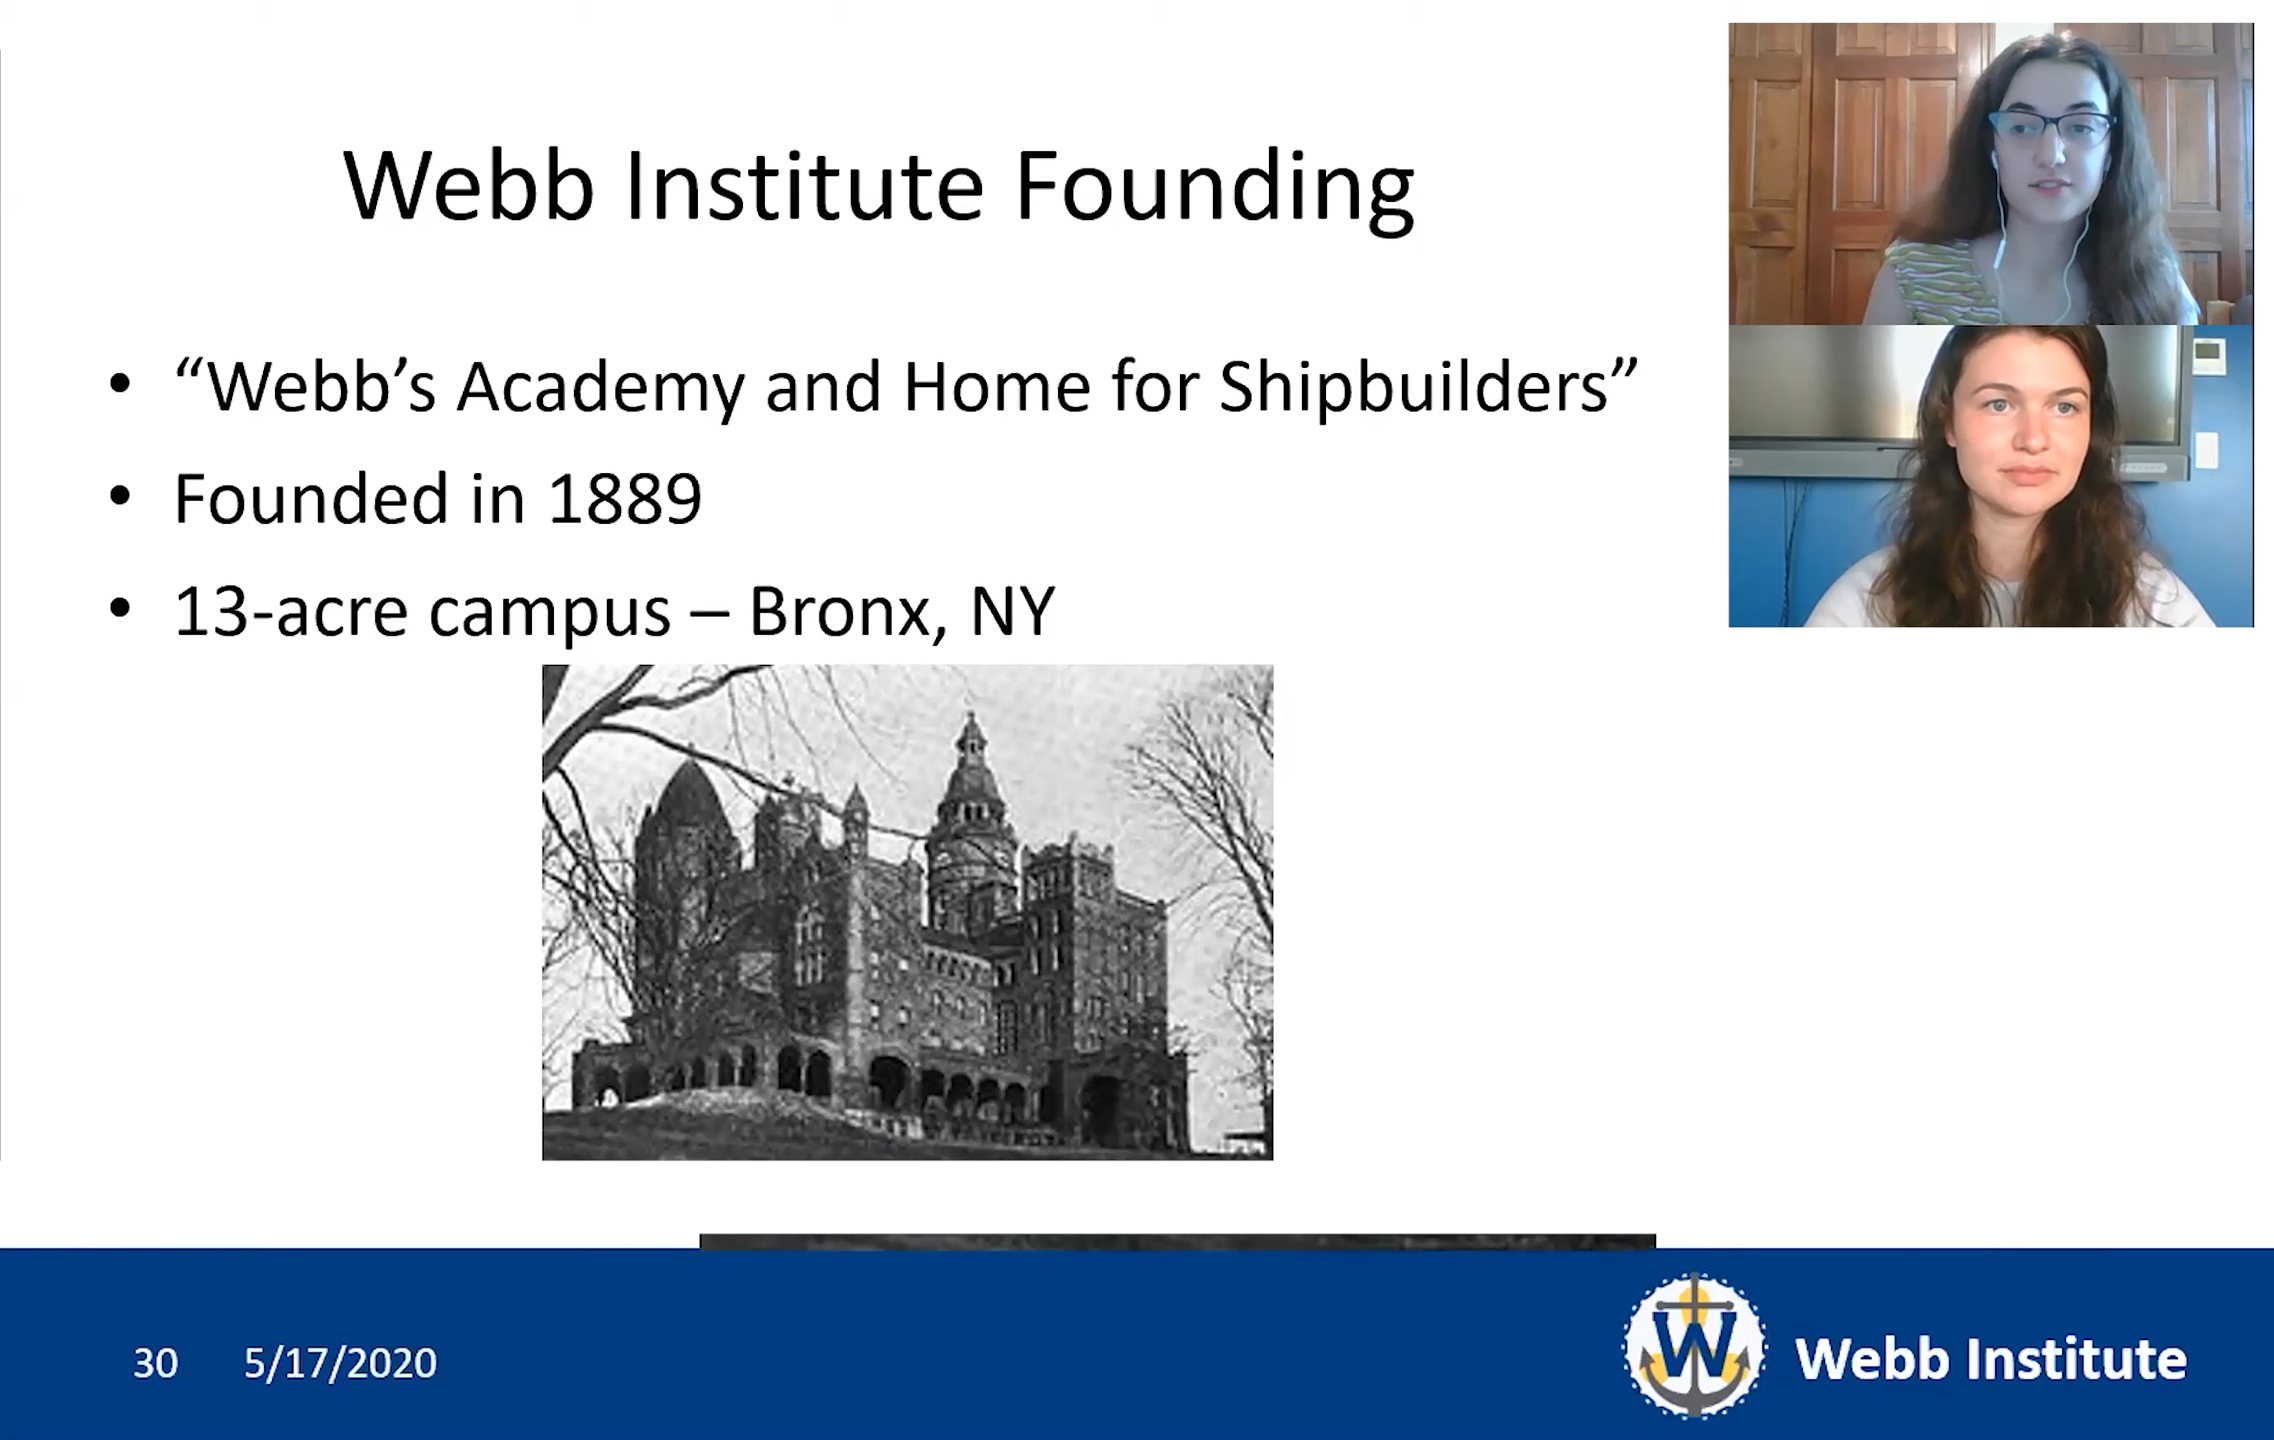 Webb Institute Founding
• “Webb’s Academy and Home for Shipbuilders”
• Founded in 1889
• 13-acre campus – Bronx, NY
30 5/17/2020
W
Webb Institute